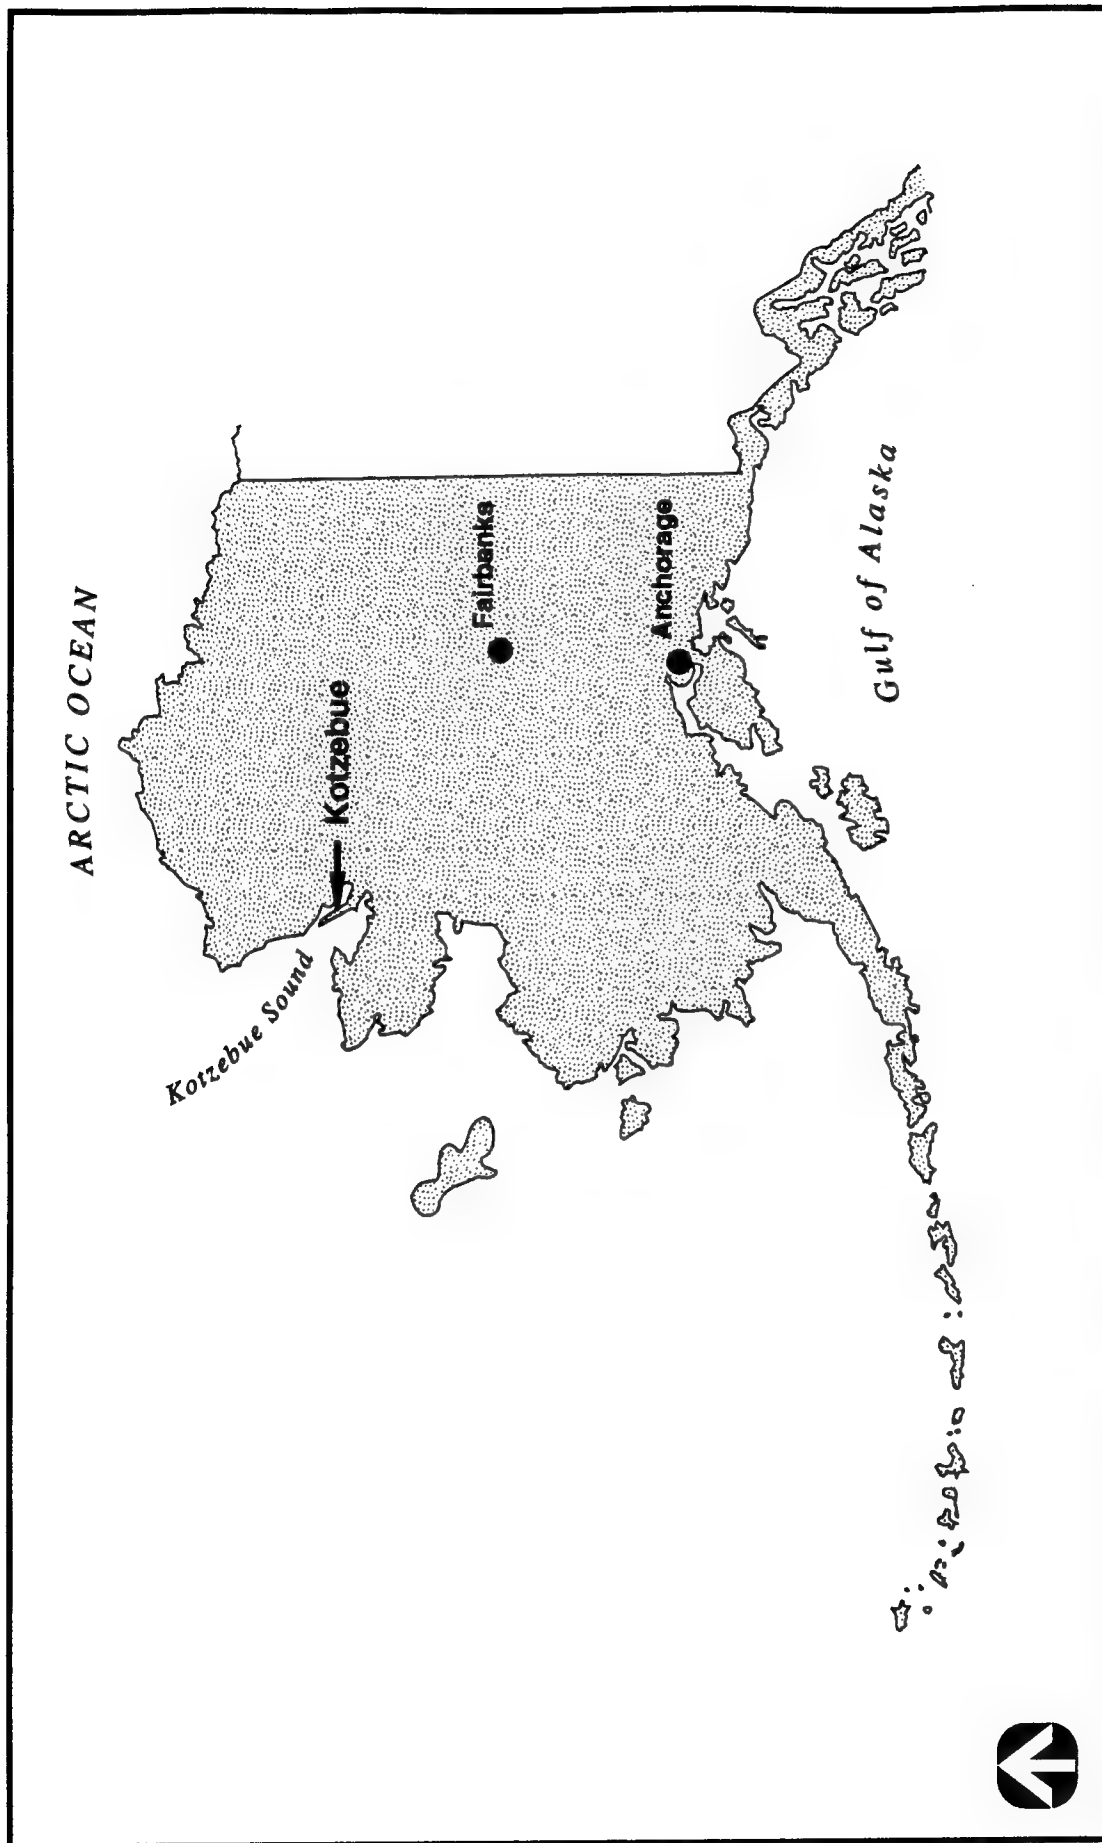 ARCTIC OCEAN
Kotzebue Sound
Kotzebue
Fairbanks
Anchorage
Gulf of Alaska